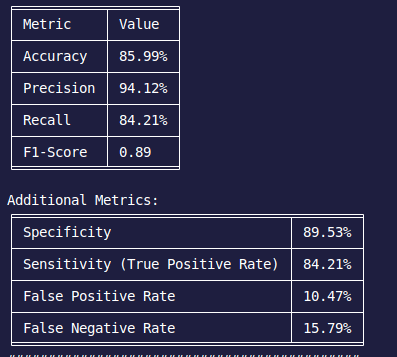 Metric Value
Accuracy 85.99%
Precision 94.12%
Recall 84.21%
F1-Score 0.89
Additional Metrics:
Specificity 89.53%
Sensitivity (True Positive Rate) 84.21%
False Positive Rate 10.47%
False Negative Rate 15.79%